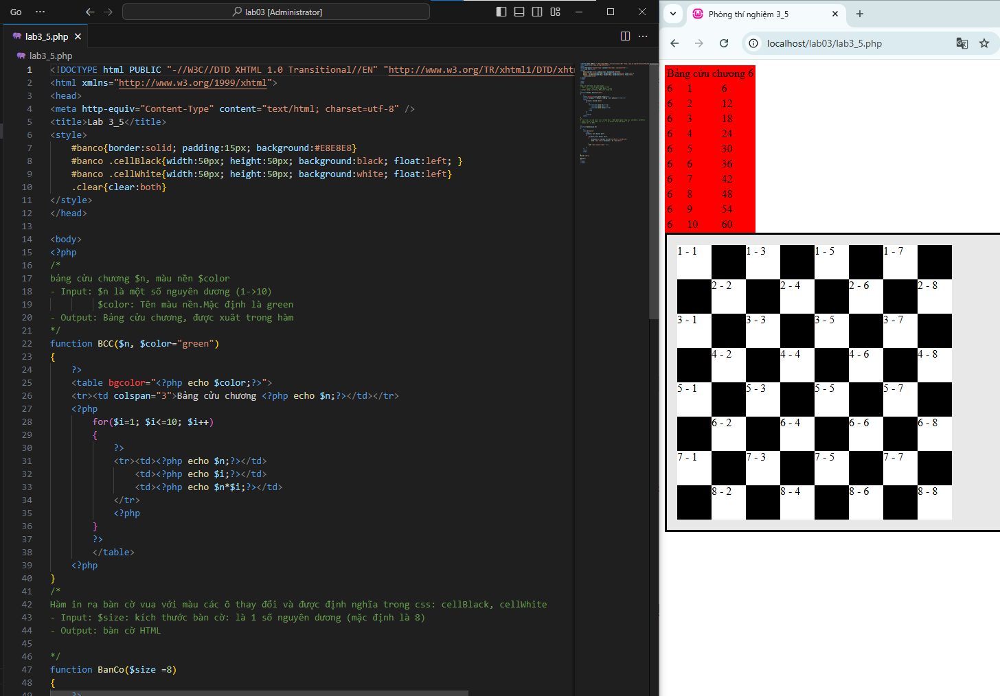 Go ··· lab03 [Administrator]
lab3_5.php
lab3_5.php
1 <!DOCTYPE html PUBLIC "-//W3C//DTD XHTML 1.0 Transitional//EN" "http://www.w3.org/TR/xhtml1/DTD/xht
2 <html xmlns="http://www.w3.org/1999/xhtml">
3 <head>
4 <meta http-equiv="Content-Type" content="text/html; charset=utf-8" />
5 <title>Lab 3_5</title>
6 <style>
7 #banco{border:solid; padding:15px; background:#E8E8E8}
8 #banco .cellBlack{width:50px; height:50px; background:black; float:left; }
9 #banco .cellWhite{width:50px; height:50px; background:white; float:left}
10 .clear{clear:both}
11 </style>
12 </head>
13
14 <body>
15 <?php
16 /*
17 bảng cửu chương $n, màu nền $color
18 - Input: $n là một số nguyên dương (1->10)
19 $color: Tên màu nền.Mặc định là green
20 - Output: Bảng cửu chương, được xuất trong hàm
21 */
22 function BCC($n, $color="green")
23 {
24 ?>
25 <table bgcolor="<?php echo $color;?>">
26 <tr><td colspan="3">Bảng cửu chương <?php echo $n;?></td></tr>
27 <?php
28 for($i=1; $i<=10; $i++)
29 {
30 ?>
31 <tr><td><?php echo $n;?></td>
32 <td><?php echo $i;?></td>
33 <td><?php echo $n*$i;?></td>
34 </tr>
35 <?php
36 }
37 ?>
38 </table>
39 <?php
40 }
41 /*
42 Hàm in ra bàn cờ vua với màu các ô thay đổi và được định nghĩa trong css: cellBlack, cellWhite
43 - Input: $size: kích thước bàn cờ: là 1 số nguyên dương (mặc định là 8)
44 - Output: bàn cờ HTML
45
46 */
47 function BanCo($size =8)
48 {
49 ?>
Phòng thí nghiệm 3_5
localhost/lab03/lab3_5.php
Bảng cửu chương 6
6 1 6
6 2 12
6 3 18
6 4 24
6 5 30
6 6 36
6 7 42
6 8 48
6 9 54
6 10 60
1 - 1 1 - 3 1 - 5 1 - 7
2 - 2 2 - 4 2 - 6 2 - 8
3 - 1 3 - 3 3 - 5 3 - 7
4 - 2 4 - 4 4 - 6 4 - 8
5 - 1 5 - 3 5 - 5 5 - 7
6 - 2 6 - 4 6 - 6 6 - 8
7 - 1 7 - 3 7 - 5 7 - 7
8 - 2 8 - 4 8 - 6 8 - 8